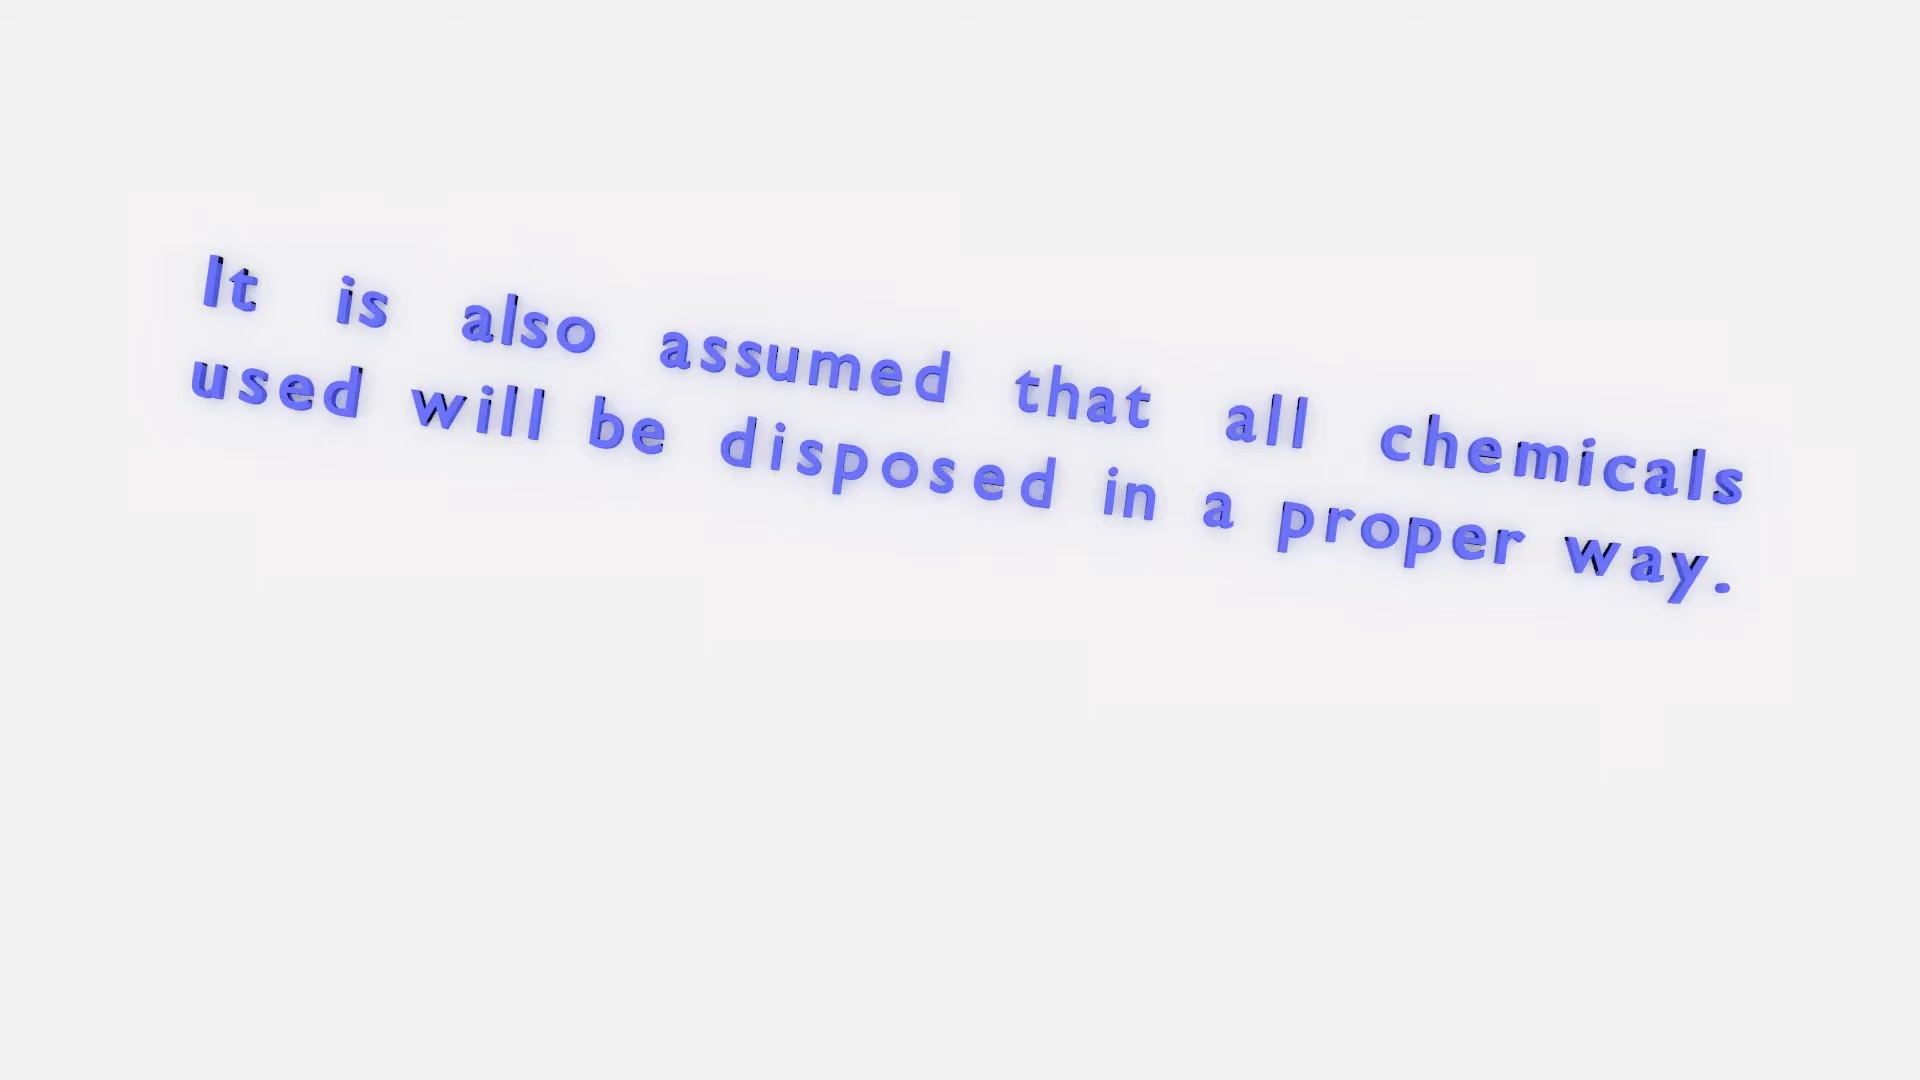 It is also assumed that all chemicals
used will be disposed in a proper way.